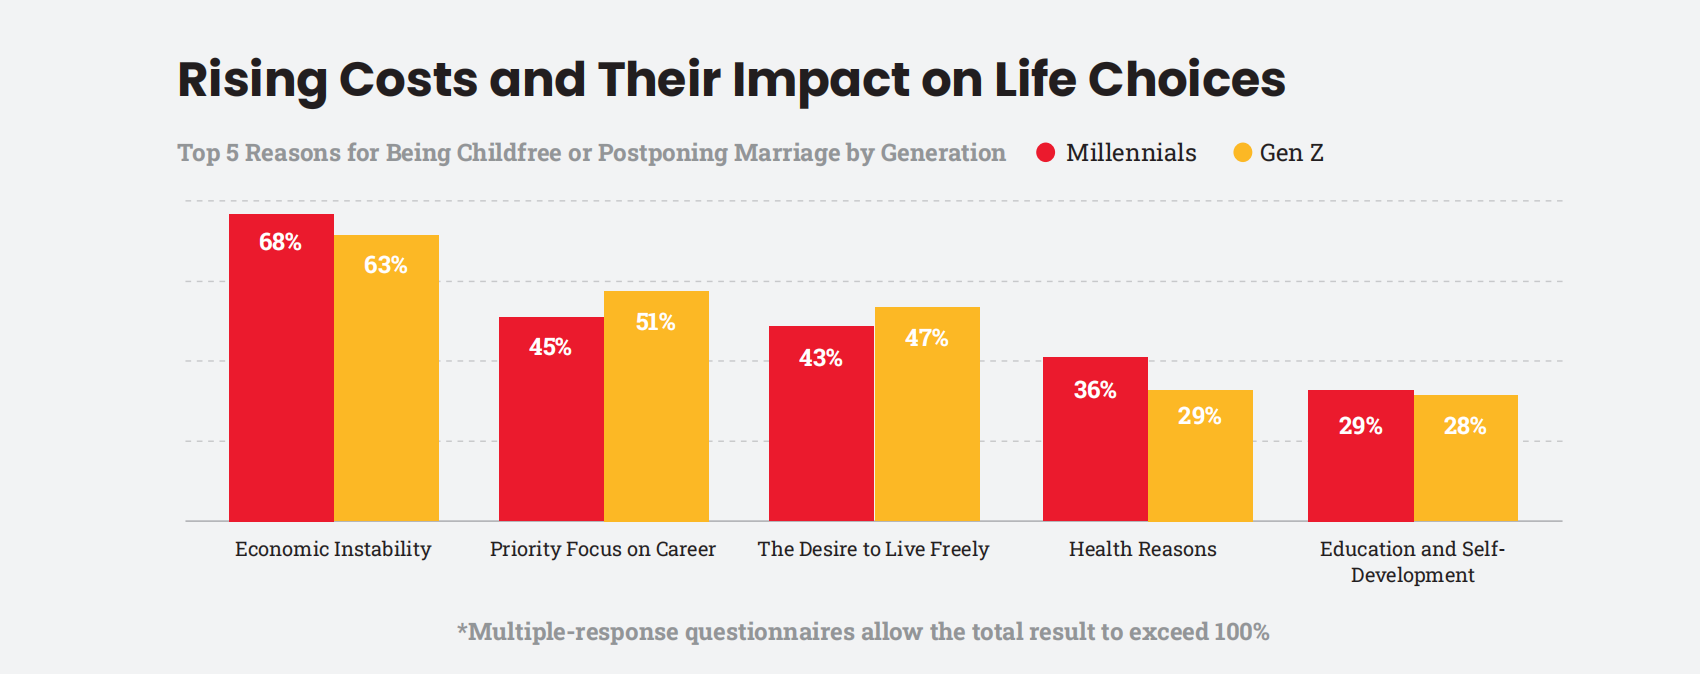 Rising Costs and Their Impact on Life Choices
Top 5 Reasons for Being Childfree or Postponing Marriage by Generation
Millennials
Gen Z
68%
63%
45%
51%
43%
47%
36%
29%
29%
28%
Economic Instability
Priority Focus on Career
The Desire to Live Freely
Health Reasons
Education and Self-
Development
*Multiple-response questionnaires allow the total result to exceed 100%